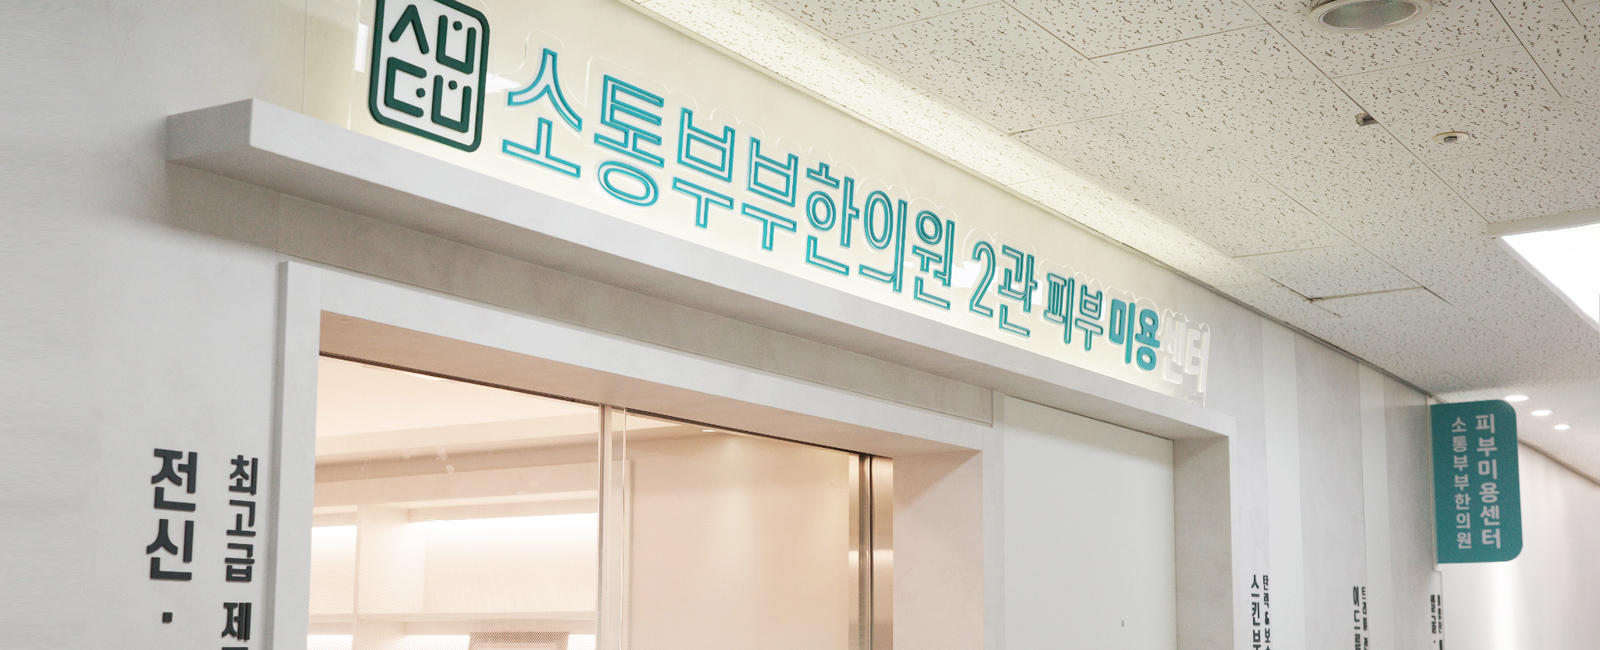 소통부부한의원 2관 피부미용센터
최고급 제
전신 ·
피부미용센터
소통부부한의원